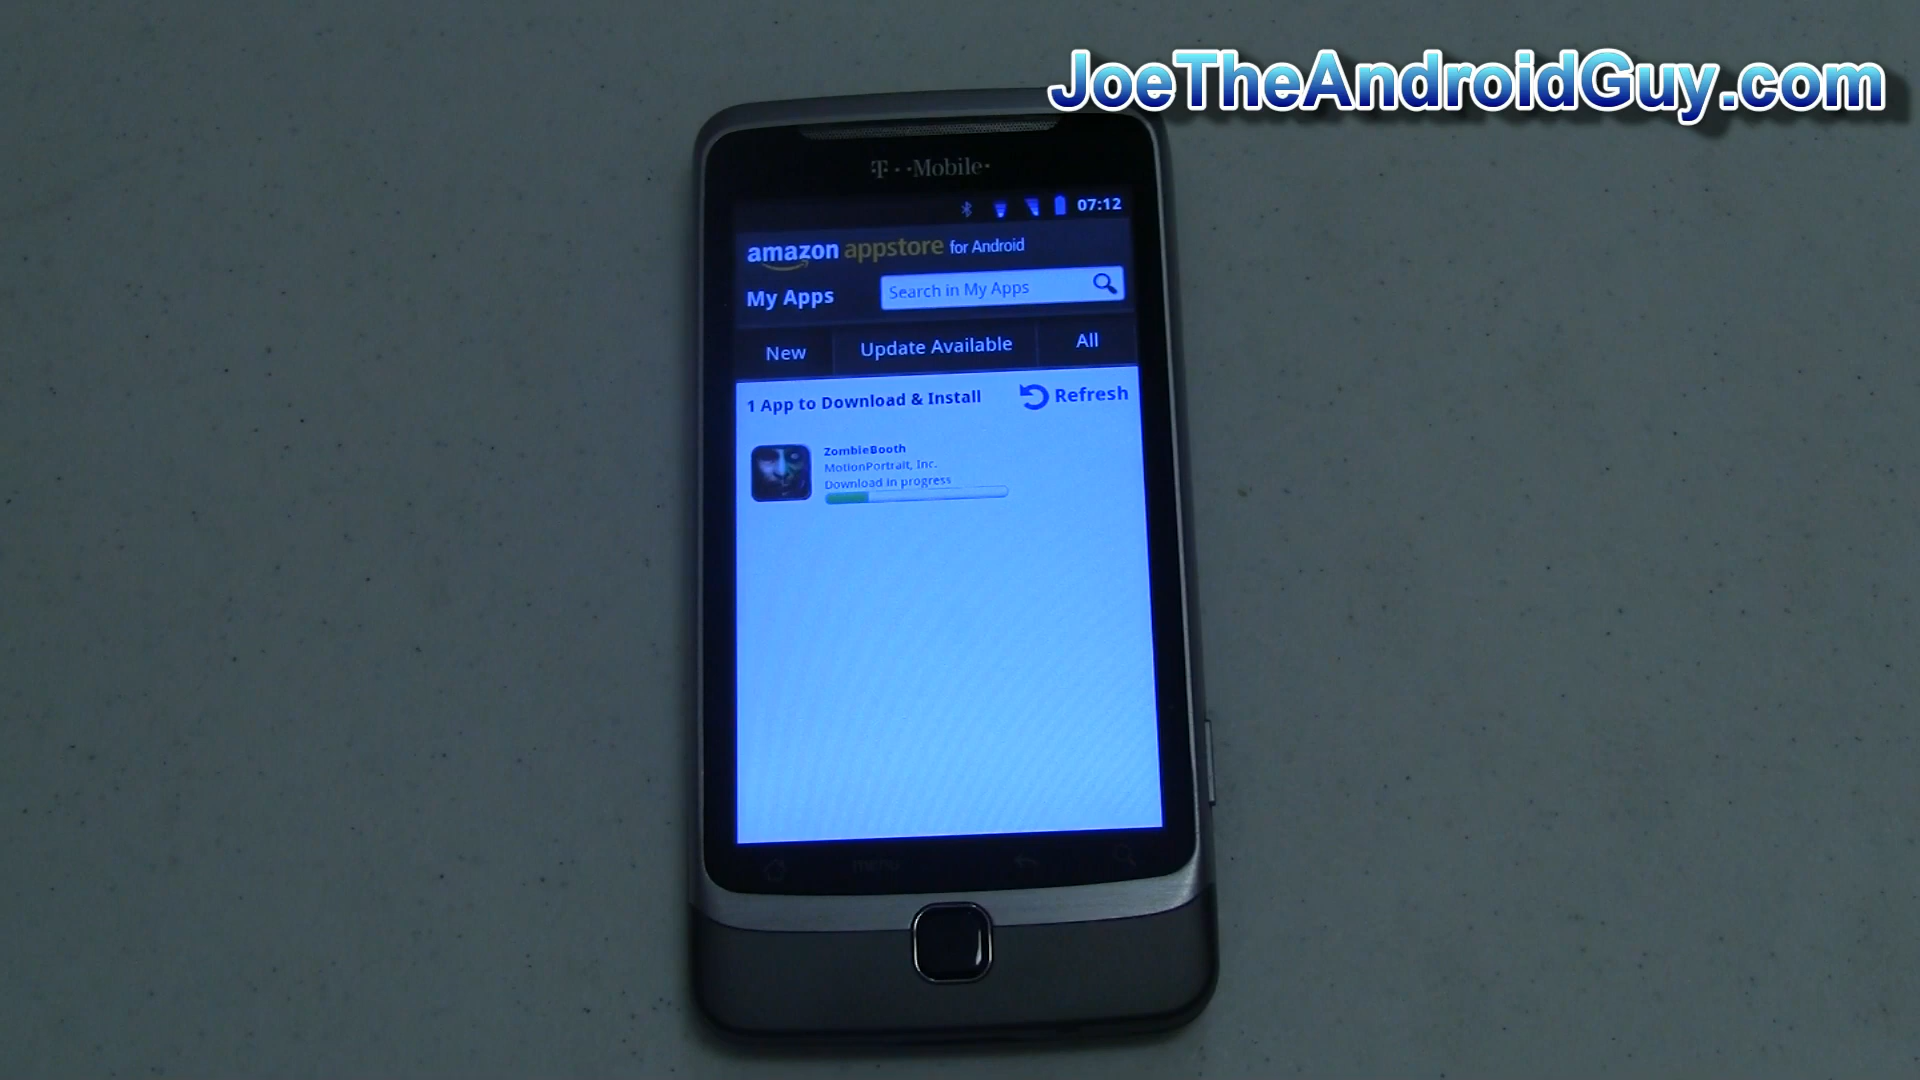 JoeTheAndroidGuy.com
T··Mobile·
07:12
amazon appstore for Android
My Apps
Search in My Apps
New
Update Available
All
1 App to Download & Install
Refresh
ZombieBooth
MotionPortrait, Inc.
Download in progress
menu